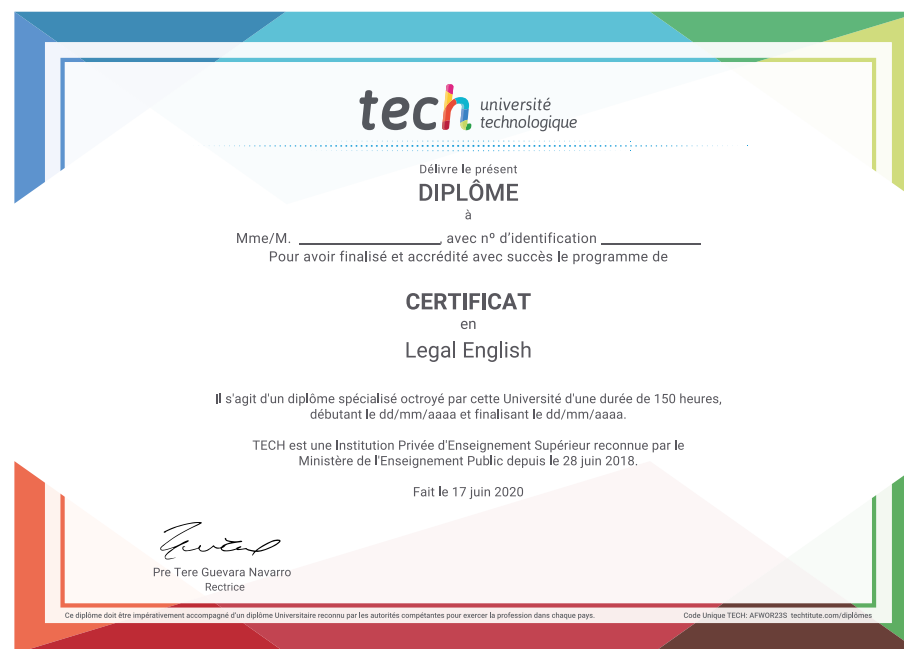 tech université
technologique
Délivre le présent
DIPLÔME
à
Mme/M. ____________________, avec nº d'identification ______________
Pour avoir finalisé et accrédité avec succès le programme de
CERTIFICAT
en
Legal English
Il s'agit d'un diplôme spécialisé octroyé par cette Université d'une durée de 150 heures,
débutant le dd/mm/aaaa et finalisant le dd/mm/aaaa.
TECH est une Institution Privée d'Enseignement Supérieur reconnue par le
Ministère de l'Enseignement Public depuis le 28 juin 2018.
Fait le 17 juin 2020
Pre Tere Guevara Navarro
Rectrice
Ce diplôme doit être impérativement accompagné d'un diplôme Universitaire reconnu par les autorités compétentes pour exercer la profession dans chaque pays.
Code Unique TECH: AFWOR23S techtitute.com/diplômes